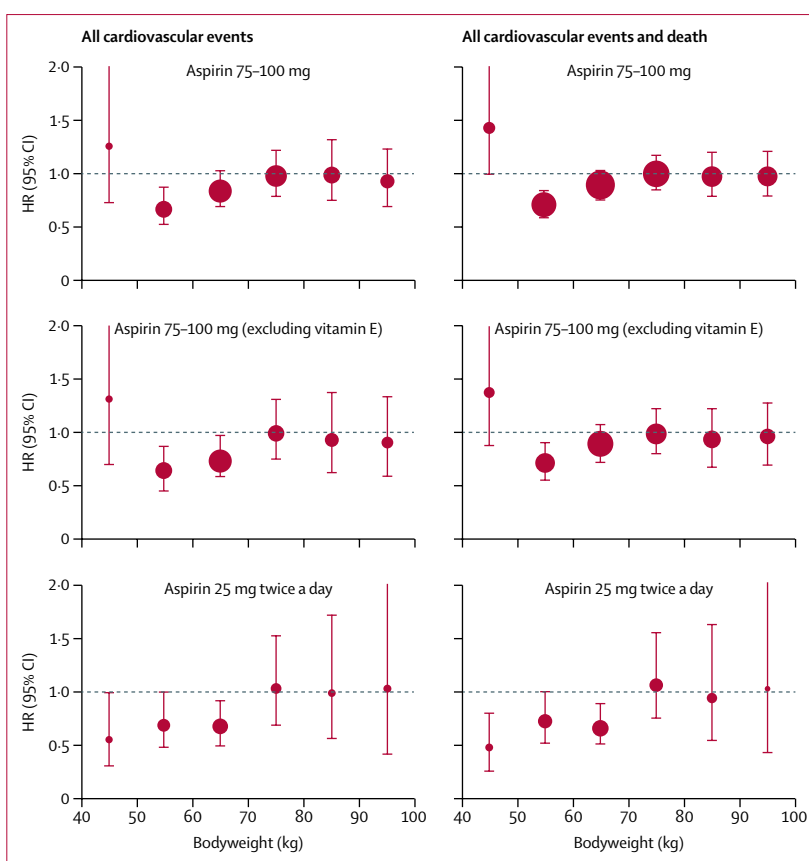 All cardiovascular events
All cardiovascular events and death
Aspirin 75–100 mg
Aspirin 75–100 mg
HR (95% CI)
2·0
1·5
1·0
0·5
0
Aspirin 75–100 mg (excluding vitamin E)
Aspirin 75–100 mg (excluding vitamin E)
HR (95% CI)
2·0
1·5
1·0
0·5
0
Aspirin 25 mg twice a day
Aspirin 25 mg twice a day
HR (95% CI)
2·0
1·5
1·0
0·5
0
40 50 60 70 80 90 100
40 50 60 70 80 90 100
Bodyweight (kg)
Bodyweight (kg)